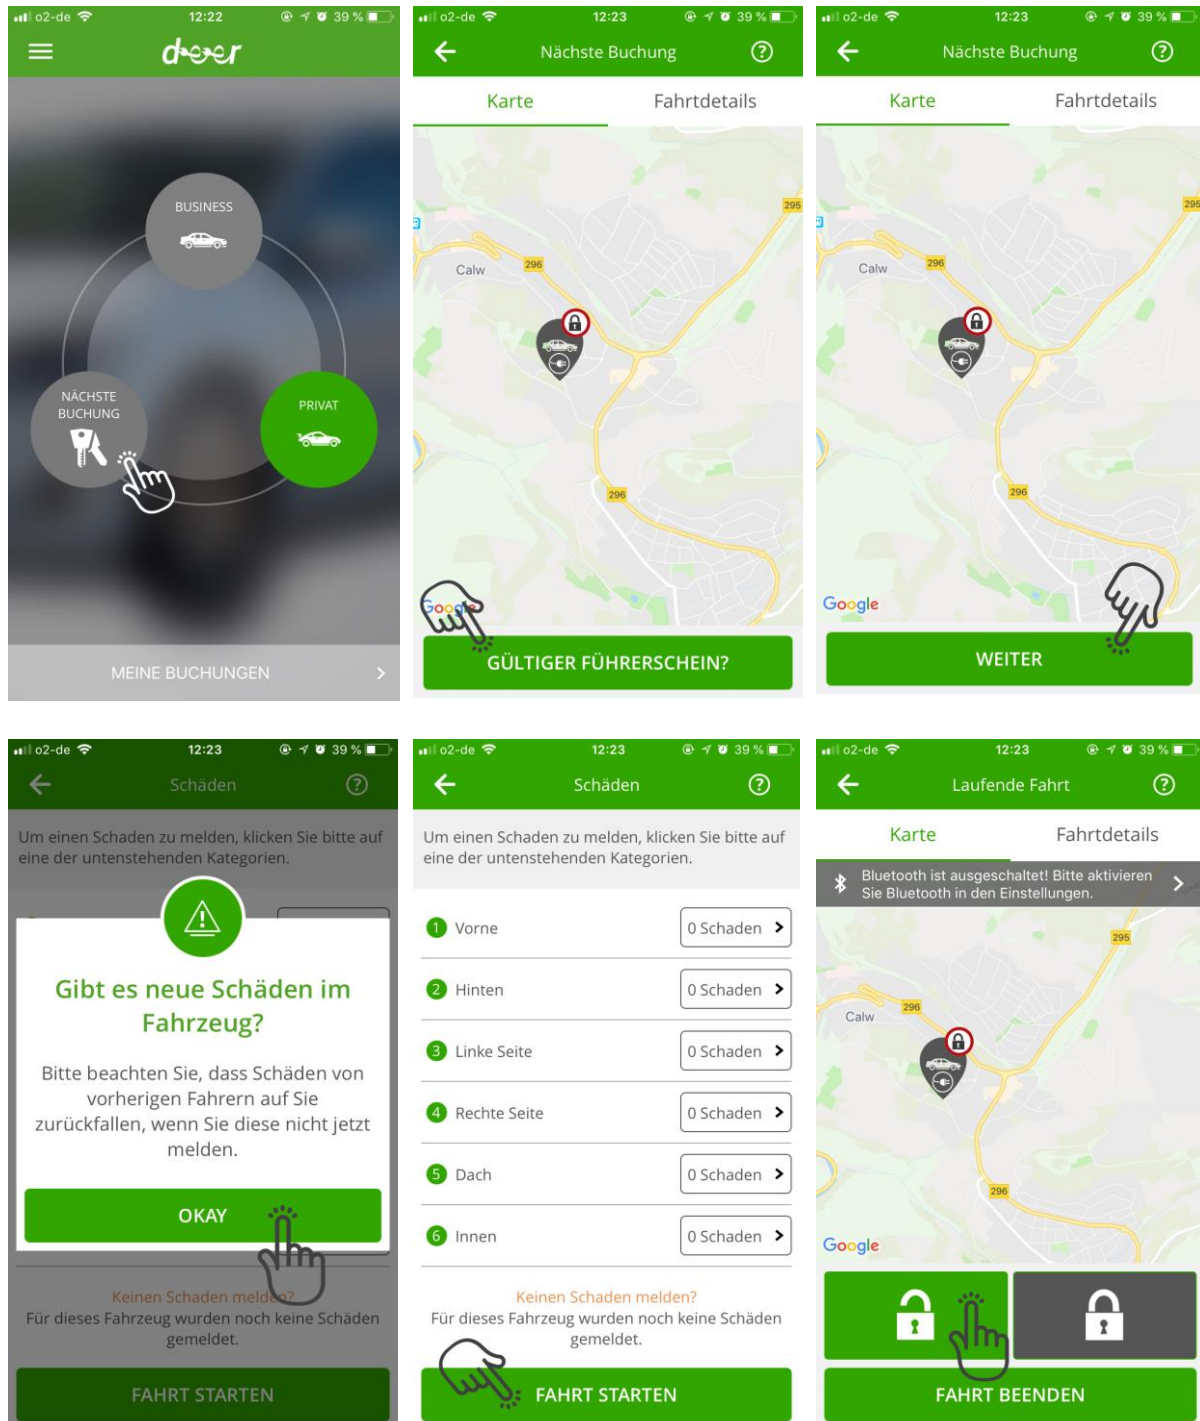 o2-de 12:22 39 %
deer
BUSINESS
NÄCHSTE
BUCHUNG
PRIVAT
MEINE BUCHUNGEN
o2-de 12:23 39 %
Nächste Buchung ?
Karte Fahrtdetails
295
296
Calw
296
Google
GÜLTIGER FÜHRERSCHEIN?
o2-de 12:23 39 %
Nächste Buchung ?
Karte Fahrtdetails
295
296
Calw
296
Google
WEITER
o2-de 12:23 39 %
Schäden ?
Um einen Schaden zu melden, klicken Sie bitte auf
eine der untenstehenden Kategorien.
Gibt es neue Schäden im
Fahrzeug?
Bitte beachten Sie, dass Schäden von
vorherigen Fahrern auf Sie
zurückfallen, wenn Sie diese nicht jetzt
melden.
OKAY
Keinen Schaden melden?
Für dieses Fahrzeug wurden noch keine Schäden
gemeldet.
FAHRT STARTEN
o2-de 12:23 39 %
Schäden ?
Um einen Schaden zu melden, klicken Sie bitte auf
eine der untenstehenden Kategorien.
1 Vorne 0 Schaden
2 Hinten 0 Schaden
3 Linke Seite 0 Schaden
4 Rechte Seite 0 Schaden
5 Dach 0 Schaden
6 Innen 0 Schaden
Keinen Schaden melden?
Für dieses Fahrzeug wurden noch keine Schäden
gemeldet.
FAHRT STARTEN
o2-de 12:23 39 %
Laufende Fahrt ?
Karte Fahrtdetails
Bluetooth ist ausgeschaltet! Bitte aktivieren
Sie Bluetooth in den Einstellungen.
295
296
Calw
296
Google
FAHRT BEENDEN